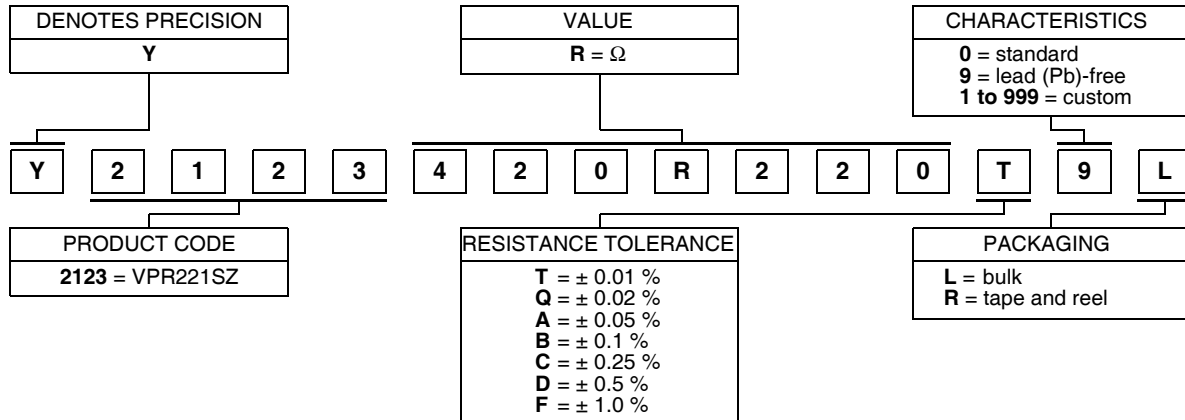 DENOTES PRECISION
Y
VALUE
R = Ω
CHARACTERISTICS
0 = standard
9 = lead (Pb)-free
1 to 999 = custom
Y 2 1 2 3 4 2 0 R 2 2 0 T 9 L
PRODUCT CODE
2123 = VPR221SZ
RESISTANCE TOLERANCE
T = ± 0.01 %
Q = ± 0.02 %
A = ± 0.05 %
B = ± 0.1 %
C = ± 0.25 %
D = ± 0.5 %
F = ± 1.0 %
PACKAGING
L = bulk
R = tape and reel